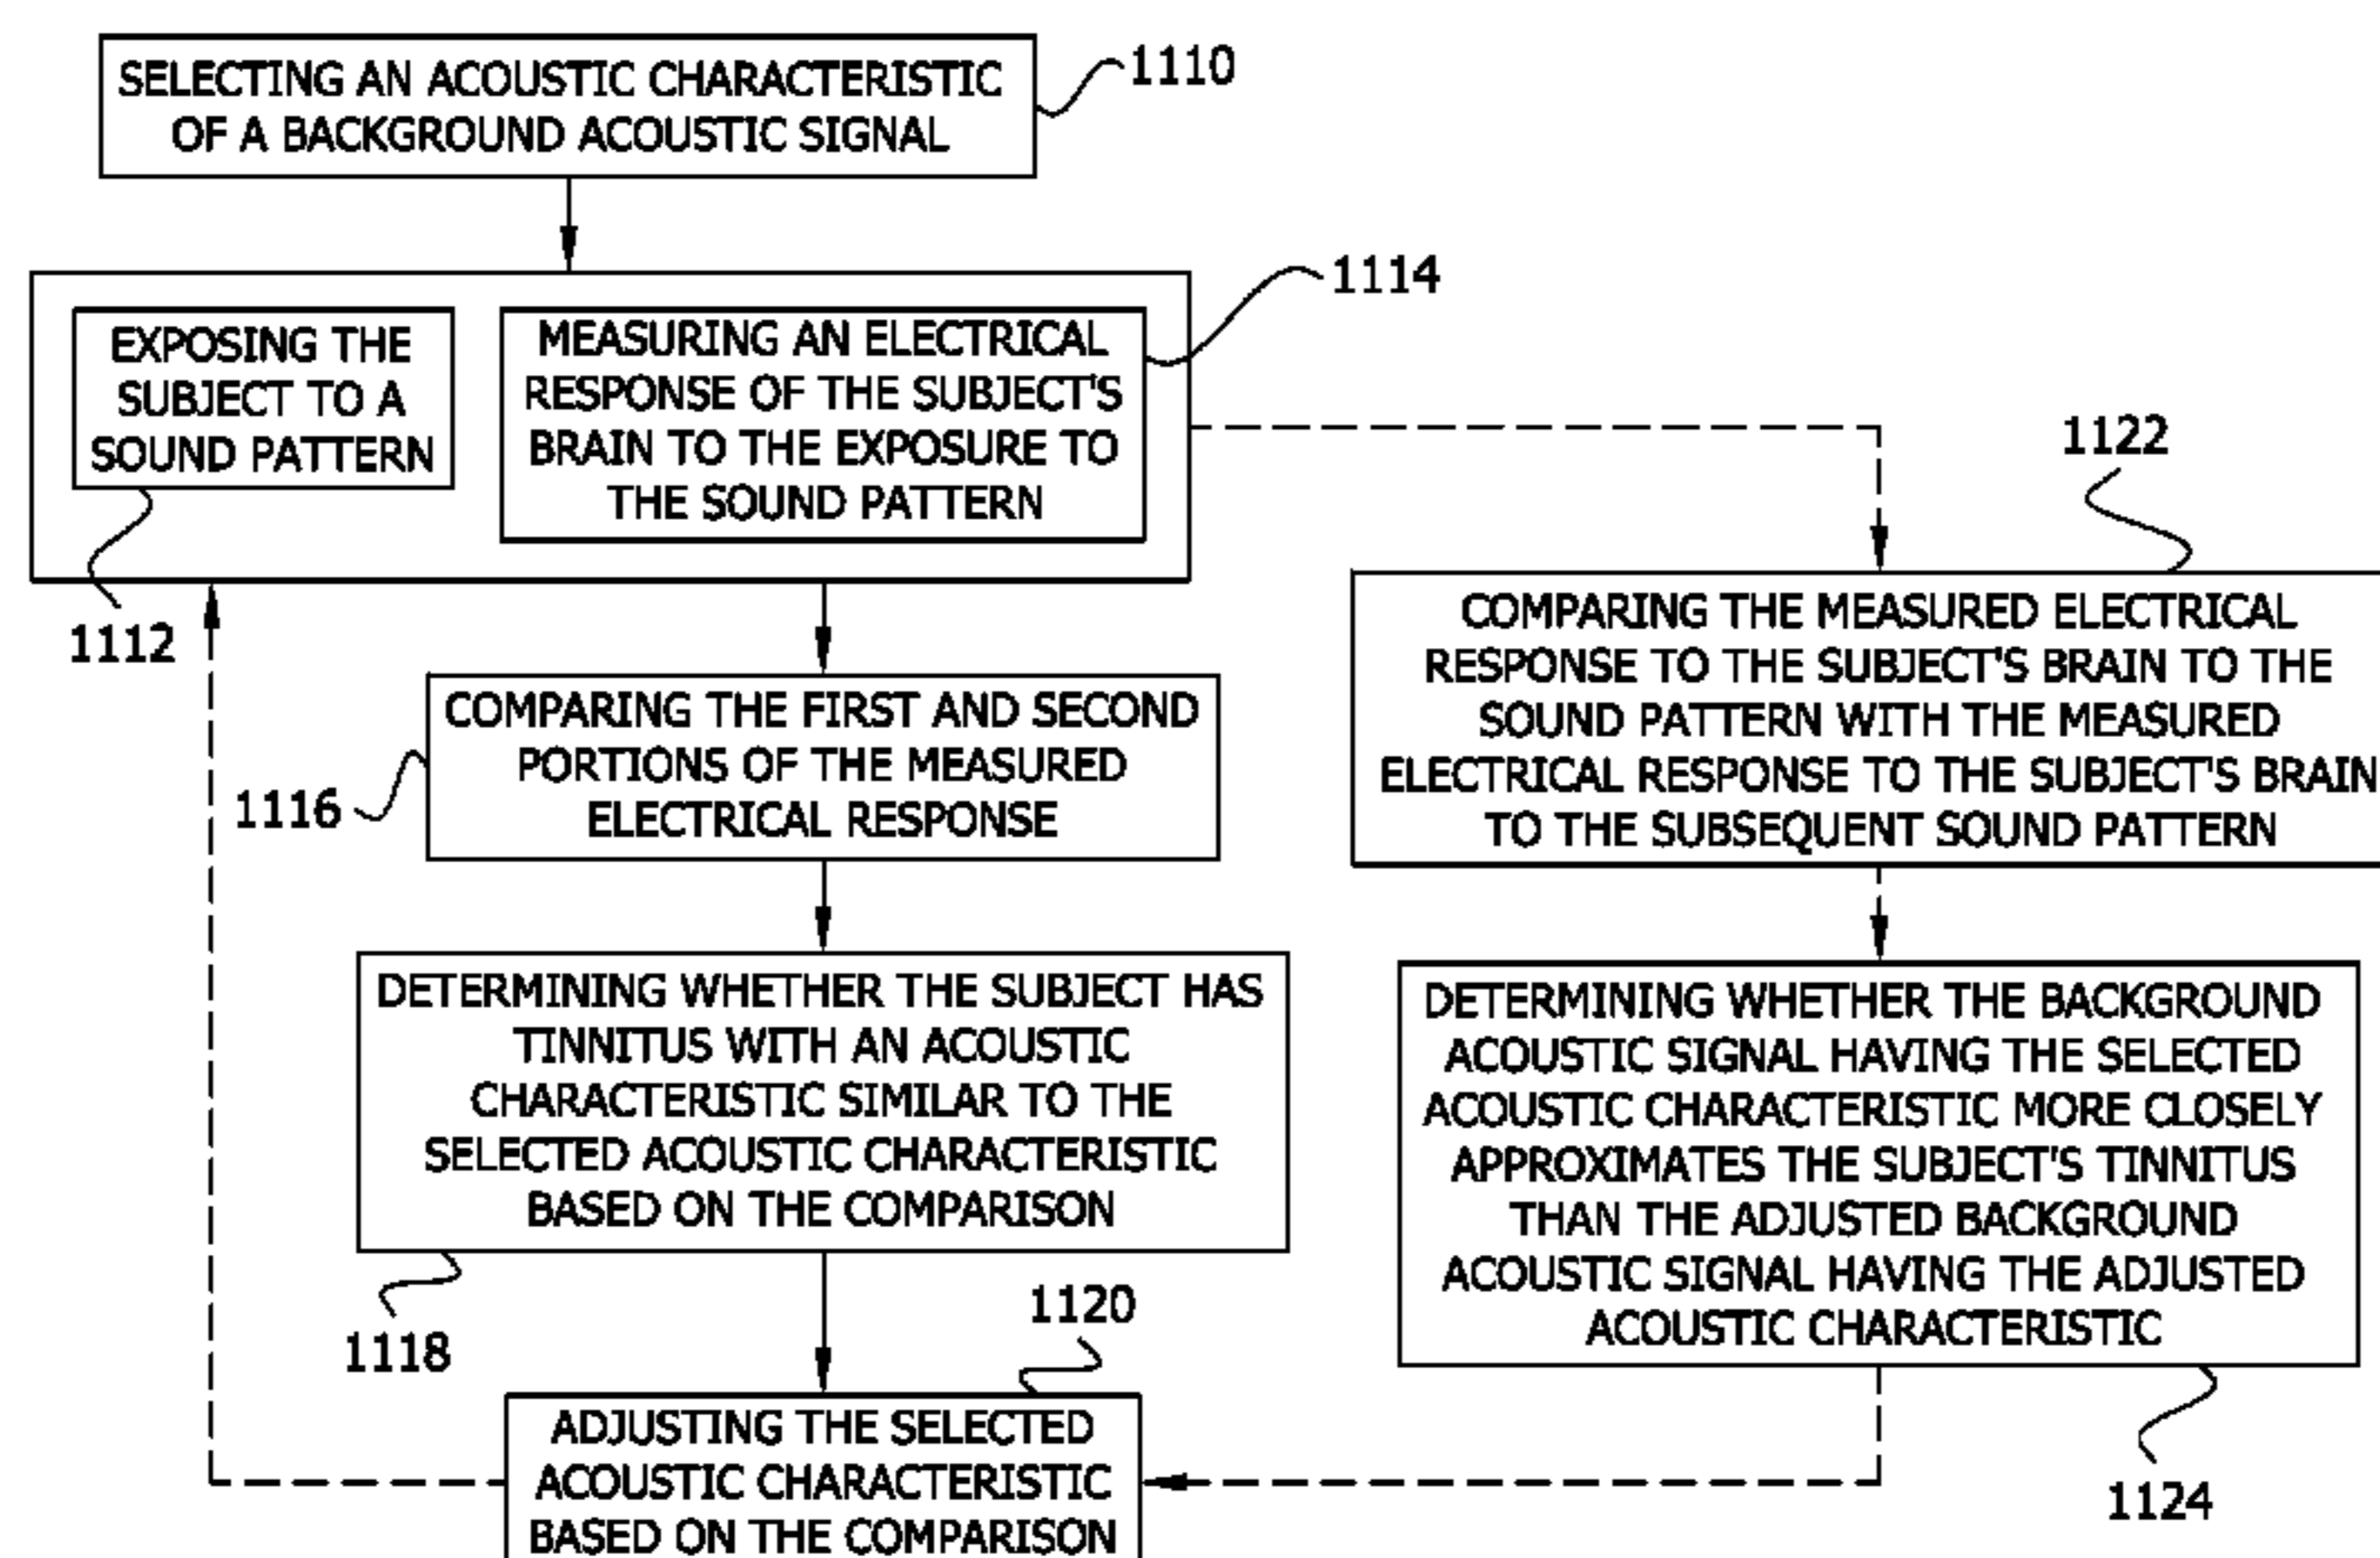 SELECTING AN ACOUSTIC CHARACTERISTIC
OF A BACKGROUND ACOUSTIC SIGNAL
1110
EXPOSING THE
SUBJECT TO A
SOUND PATTERN
1112
MEASURING AN ELECTRICAL
RESPONSE OF THE SUBJECT'S
BRAIN TO THE EXPOSURE TO
THE SOUND PATTERN
1114
COMPARING THE FIRST AND SECOND
PORTIONS OF THE MEASURED
ELECTRICAL RESPONSE
1116
DETERMINING WHETHER THE SUBJECT HAS
TINNITUS WITH AN ACOUSTIC
CHARACTERISTIC SIMILAR TO THE
SELECTED ACOUSTIC CHARACTERISTIC
BASED ON THE COMPARISON
1118
1120
ADJUSTING THE SELECTED
ACOUSTIC CHARACTERISTIC
BASED ON THE COMPARISON
1122
COMPARING THE MEASURED ELECTRICAL
RESPONSE TO THE SUBJECT'S BRAIN TO THE
SOUND PATTERN WITH THE MEASURED
ELECTRICAL RESPONSE TO THE SUBJECT'S BRAIN
TO THE SUBSEQUENT SOUND PATTERN
DETERMINING WHETHER THE BACKGROUND
ACOUSTIC SIGNAL HAVING THE SELECTED
ACOUSTIC CHARACTERISTIC MORE CLOSELY
APPROXIMATES THE SUBJECT'S TINNITUS
THAN THE ADJUSTED BACKGROUND
ACOUSTIC SIGNAL HAVING THE ADJUSTED
ACOUSTIC CHARACTERISTIC
1124